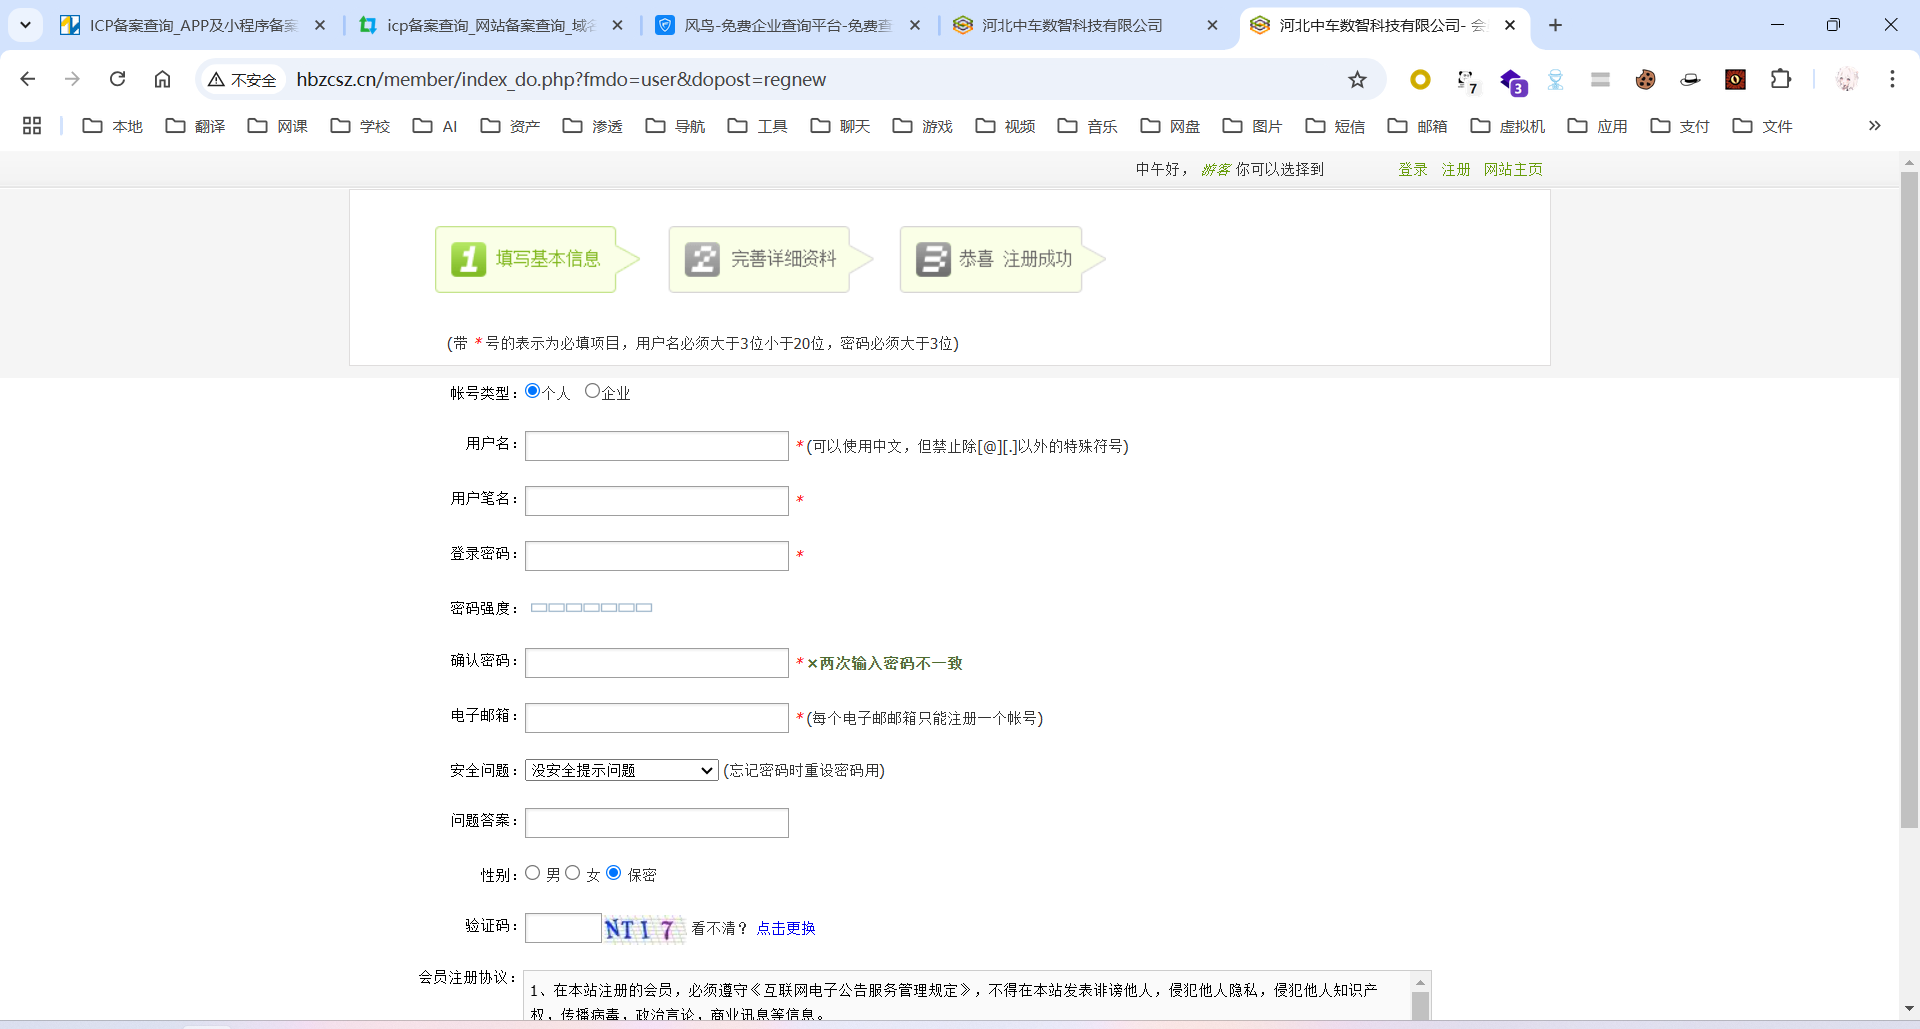 ICP备案查询_APP及小程序备案
icp备案查询_网站备案查询_域名
风鸟-免费企业查询平台-免费查
河北中车数智科技有限公司
河北中车数智科技有限公司- 会
不安全
hbzcsz.cn/member/index_do.php?fmdo=user&dopost=regnew
7
3
本地
翻译
网课
学校
AI
资产
渗透
导航
工具
聊天
游戏
视频
音乐
网盘
图片
短信
邮箱
虚拟机
应用
支付
文件
中午好， 游客 你可以选择到 登录 注册 网站主页
1 填写基本信息
2 完善详细资料
3 恭喜 注册成功
(带 * 号的表示为必填项目，用户名必须大于3位小于20位，密码必须大于3位)
帐号类型： 个人 企业
用户名： * (可以使用中文，但禁止除[@][.]以外的特殊符号)
用户笔名： *
登录密码： *
密码强度：
确认密码： * ×两次输入密码不一致
电子邮箱： * (每个电子邮邮箱只能注册一个帐号)
安全问题： 没安全提示问题 (忘记密码时重设密码用)
问题答案：
性别： 男 女 保密
验证码： NTI7 看不清？ 点击更换
会员注册协议：
1、在本站注册的会员，必须遵守《互联网电子公告服务管理规定》，不得在本站发表诽谤他人，侵犯他人隐私，侵犯他人知识产
权，传播病毒，政治言论，商业讯息等信息。